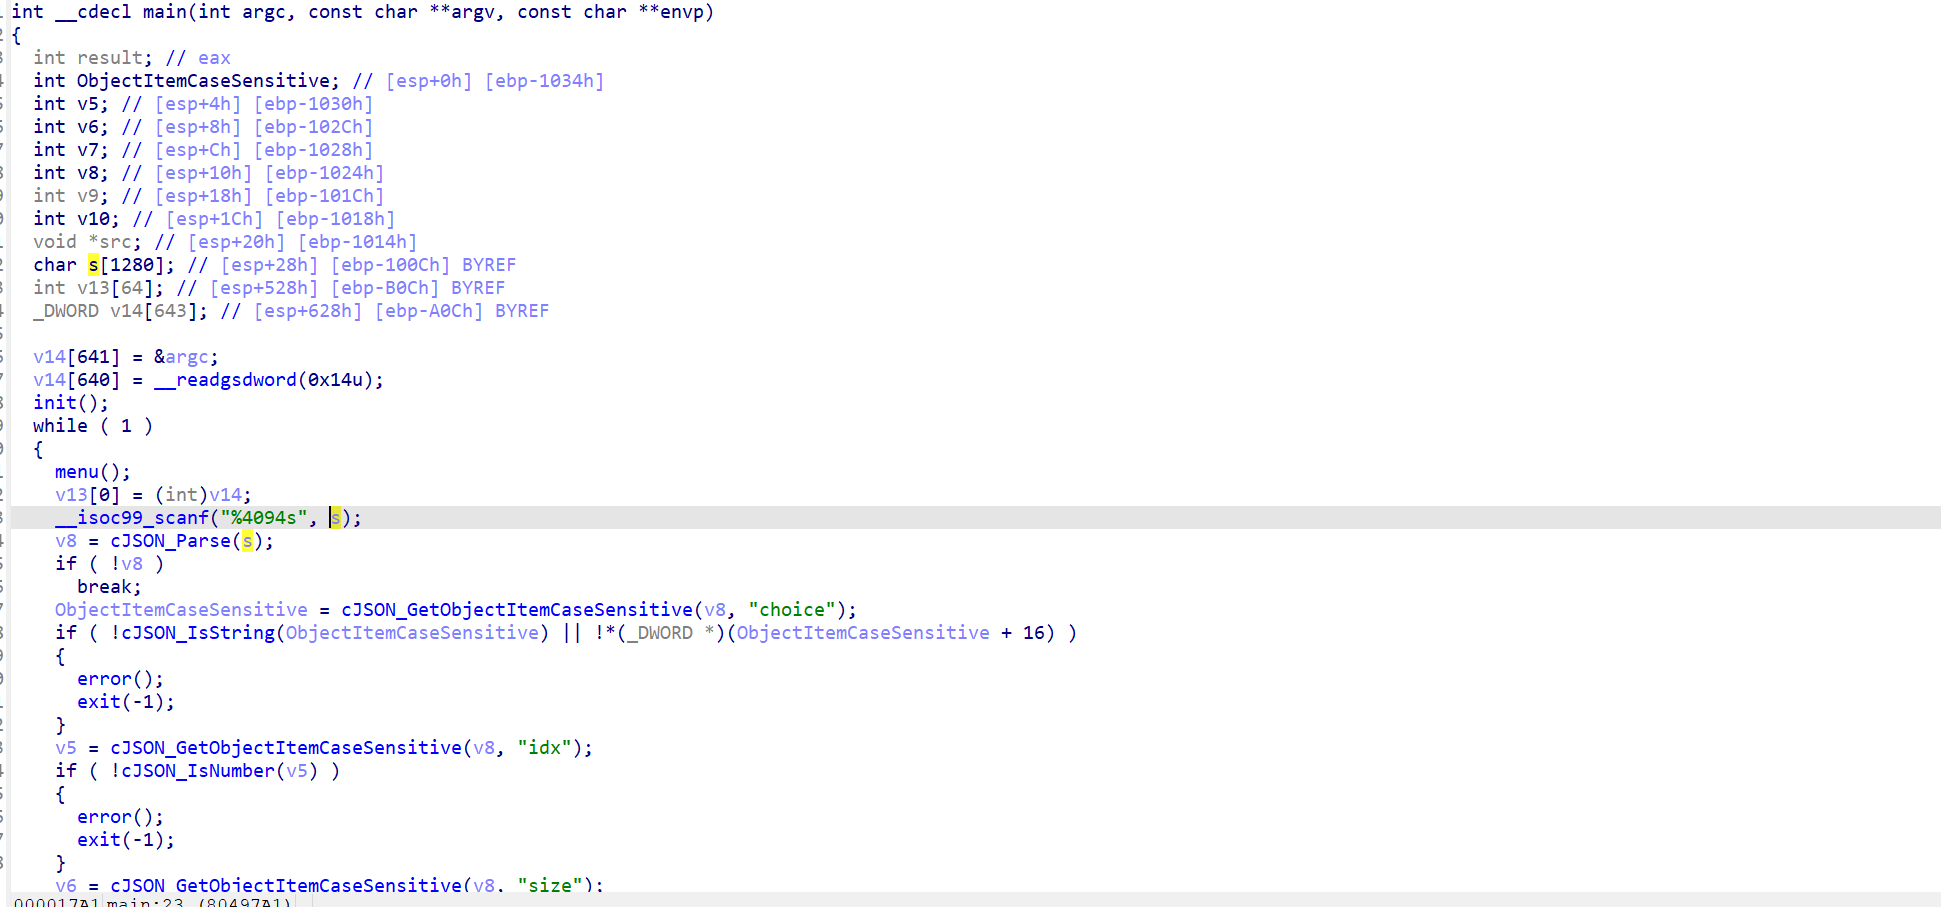 int __cdecl main(int argc, const char **argv, const char **envp)
{
  int result; // eax
  int ObjectItemCaseSensitive; // [esp+0h] [ebp-1034h]
  int v5; // [esp+4h] [ebp-1030h]
  int v6; // [esp+8h] [ebp-102Ch]
  int v7; // [esp+Ch] [ebp-1028h]
  int v8; // [esp+10h] [ebp-1024h]
  int v9; // [esp+18h] [ebp-101Ch]
  int v10; // [esp+1Ch] [ebp-1018h]
  void *src; // [esp+20h] [ebp-1014h]
  char s[1280]; // [esp+28h] [ebp-100Ch] BYREF
  int v13[64]; // [esp+528h] [ebp-B0Ch] BYREF
  _DWORD v14[643]; // [esp+628h] [ebp-A0Ch] BYREF
  v14[641] = &argc;
  v14[640] = __readgsdword(0x14u);
  init();
  while ( 1 )
  {
    menu();
    v13[0] = (int)v14;
    __isoc99_scanf("%4094s", s);
    v8 = cJSON_Parse(s);
    if ( !v8 )
      break;
    ObjectItemCaseSensitive = cJSON_GetObjectItemCaseSensitive(v8, "choice");
    if ( !cJSON_IsString(ObjectItemCaseSensitive) || !*(_DWORD *)(ObjectItemCaseSensitive + 16) )
    {
      error();
      exit(-1);
    }
    v5 = cJSON_GetObjectItemCaseSensitive(v8, "idx");
    if ( !cJSON_IsNumber(v5) )
    {
      error();
      exit(-1);
    }
    v6 = cJSON_GetObjectItemCaseSensitive(v8, "size");
000017A1 main:23 (80497A1)